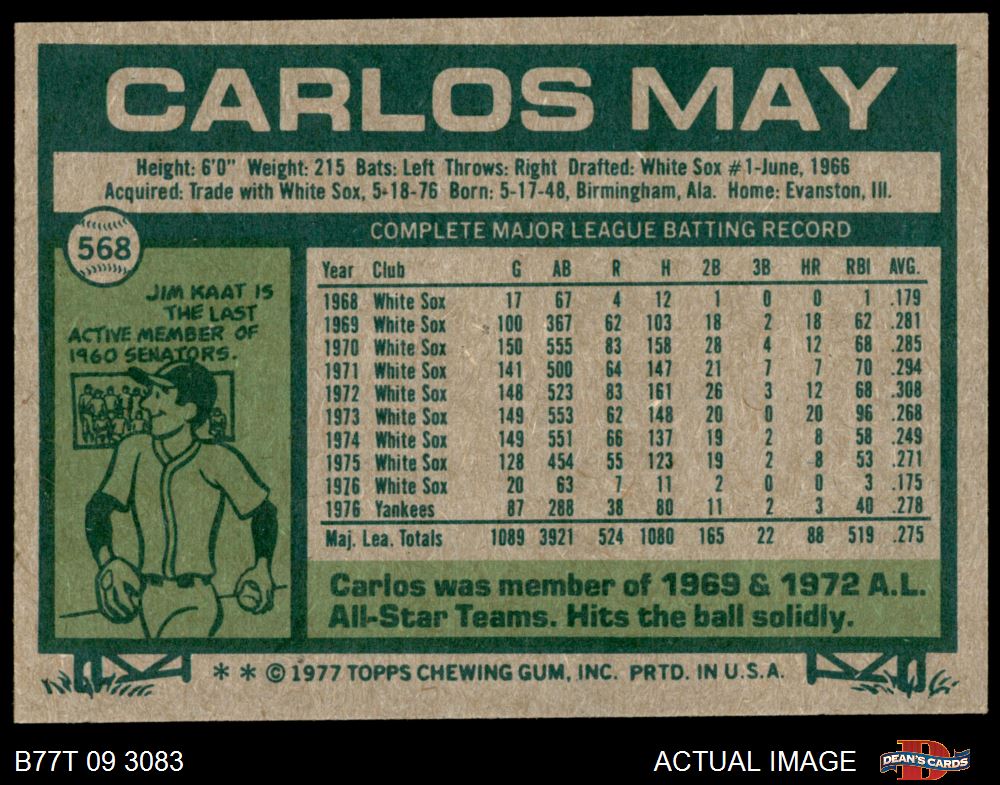 CARLOS MAY
Height: 6'0" Weight: 215 Bats: Left Throws: Right Drafted: White Sox #1-June, 1966
Acquired: Trade with White Sox, 5-18-76 Born: 5-17-48, Birmingham, Ala. Home: Evanston, Ill.
568
JIM KAAT IS
THE LAST
ACTIVE MEMBER OF
1960 SENATORS.
COMPLETE MAJOR LEAGUE BATTING RECORD
Year Club G AB R H 2B 3B HR RBI AVG.
1968 White Sox 17 67 4 12 1 0 0 1 .179
1969 White Sox 100 367 62 103 18 2 18 62 .281
1970 White Sox 150 555 83 158 28 4 12 68 .285
1971 White Sox 141 500 64 147 21 7 7 70 .294
1972 White Sox 148 523 83 161 26 3 12 68 .308
1973 White Sox 149 553 62 148 20 0 20 96 .268
1974 White Sox 149 551 66 137 19 2 8 58 .249
1975 White Sox 128 454 55 123 19 2 8 53 .271
1976 White Sox 20 63 7 11 2 0 0 3 .175
1976 Yankees 87 288 38 80 11 2 3 40 .278
Maj. Lea. Totals 1089 3921 524 1080 165 22 88 519 .275
Carlos was member of 1969 & 1972 A.L.
All-Star Teams. Hits the ball solidly.
* * © 1977 TOPPS CHEWING GUM, INC. PRTD. IN U.S.A.
B77T 09 3083
ACTUAL IMAGE
DEAN'S CARDS